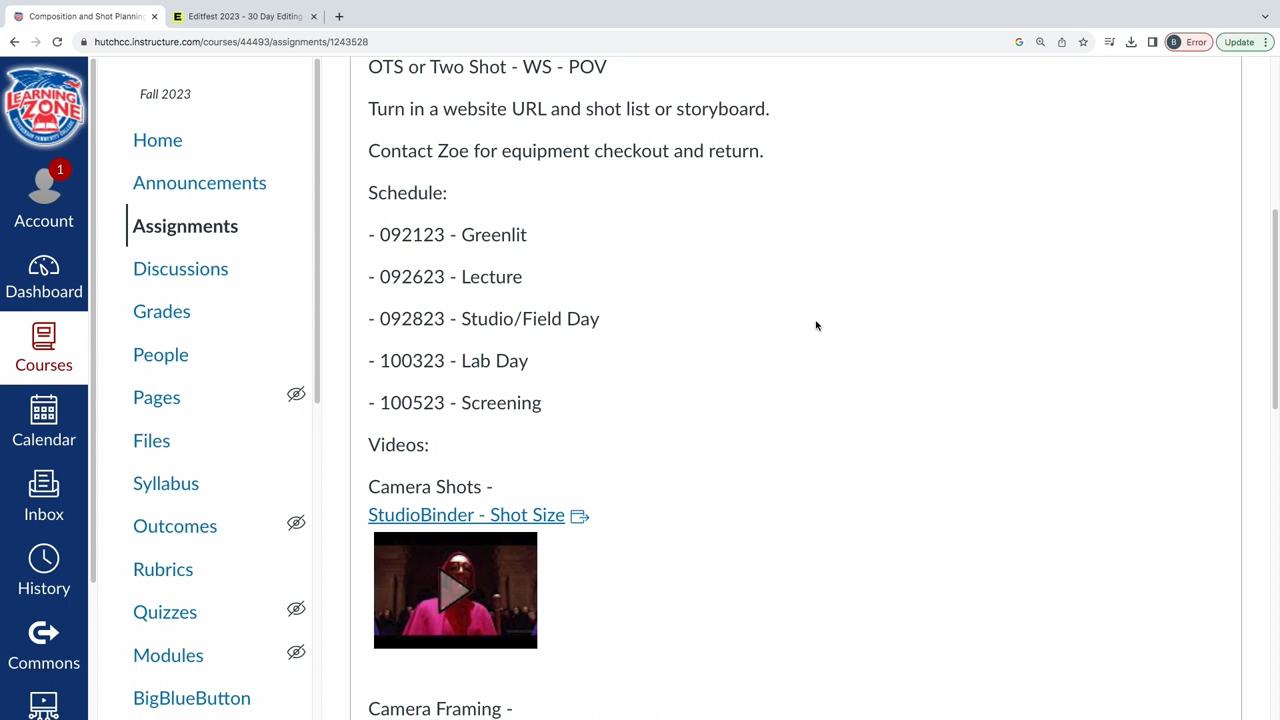 Composition and Shot Plannin
Editfest 2023 - 30 Day Editing
hutchcc.instructure.com/courses/44493/assignments/1243528
B Error
Update
LEARNING ZONE
1
Account
Dashboard
Courses
Calendar
Inbox
History
Commons
Fall 2023
Home
Announcements
Assignments
Discussions
Grades
People
Pages
Files
Syllabus
Outcomes
Rubrics
Quizzes
Modules
BigBlueButton
OTS or Two Shot - WS - POV
Turn in a website URL and shot list or storyboard.
Contact Zoe for equipment checkout and return.
Schedule:
- 092123 - Greenlit
- 092623 - Lecture
- 092823 - Studio/Field Day
- 100323 - Lab Day
- 100523 - Screening
Videos:
Camera Shots -
StudioBinder - Shot Size
Camera Framing -